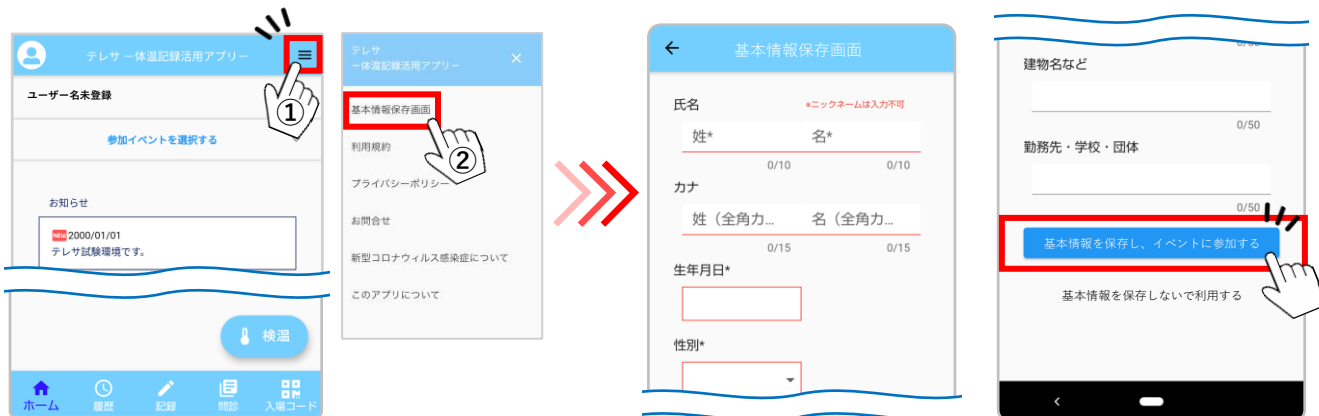 テレサ ー体温記録活用アプリー
ユーザー名未登録
①
参加イベントを選択する
お知らせ
NEW 2000/01/01
テレサ試験環境です。
検温
ホーム
履歴
記録
問診
入場コード
テレサ
ー体温記録活用アプリー
×
基本情報保存画面
②
利用規約
プライバシーポリシー
お問合せ
新型コロナウィルス感染症について
このアプリについて
基本情報保存画面
氏名
*ニックネームは入力不可
姓* 名*
0/10 0/10
カナ
姓（全角カ... 名（全角カ...
0/15 0/15
生年月日*
性別*
建物名など
0/50
勤務先・学校・団体
0/50
基本情報を保存し、イベントに参加する
基本情報を保存しないで利用する